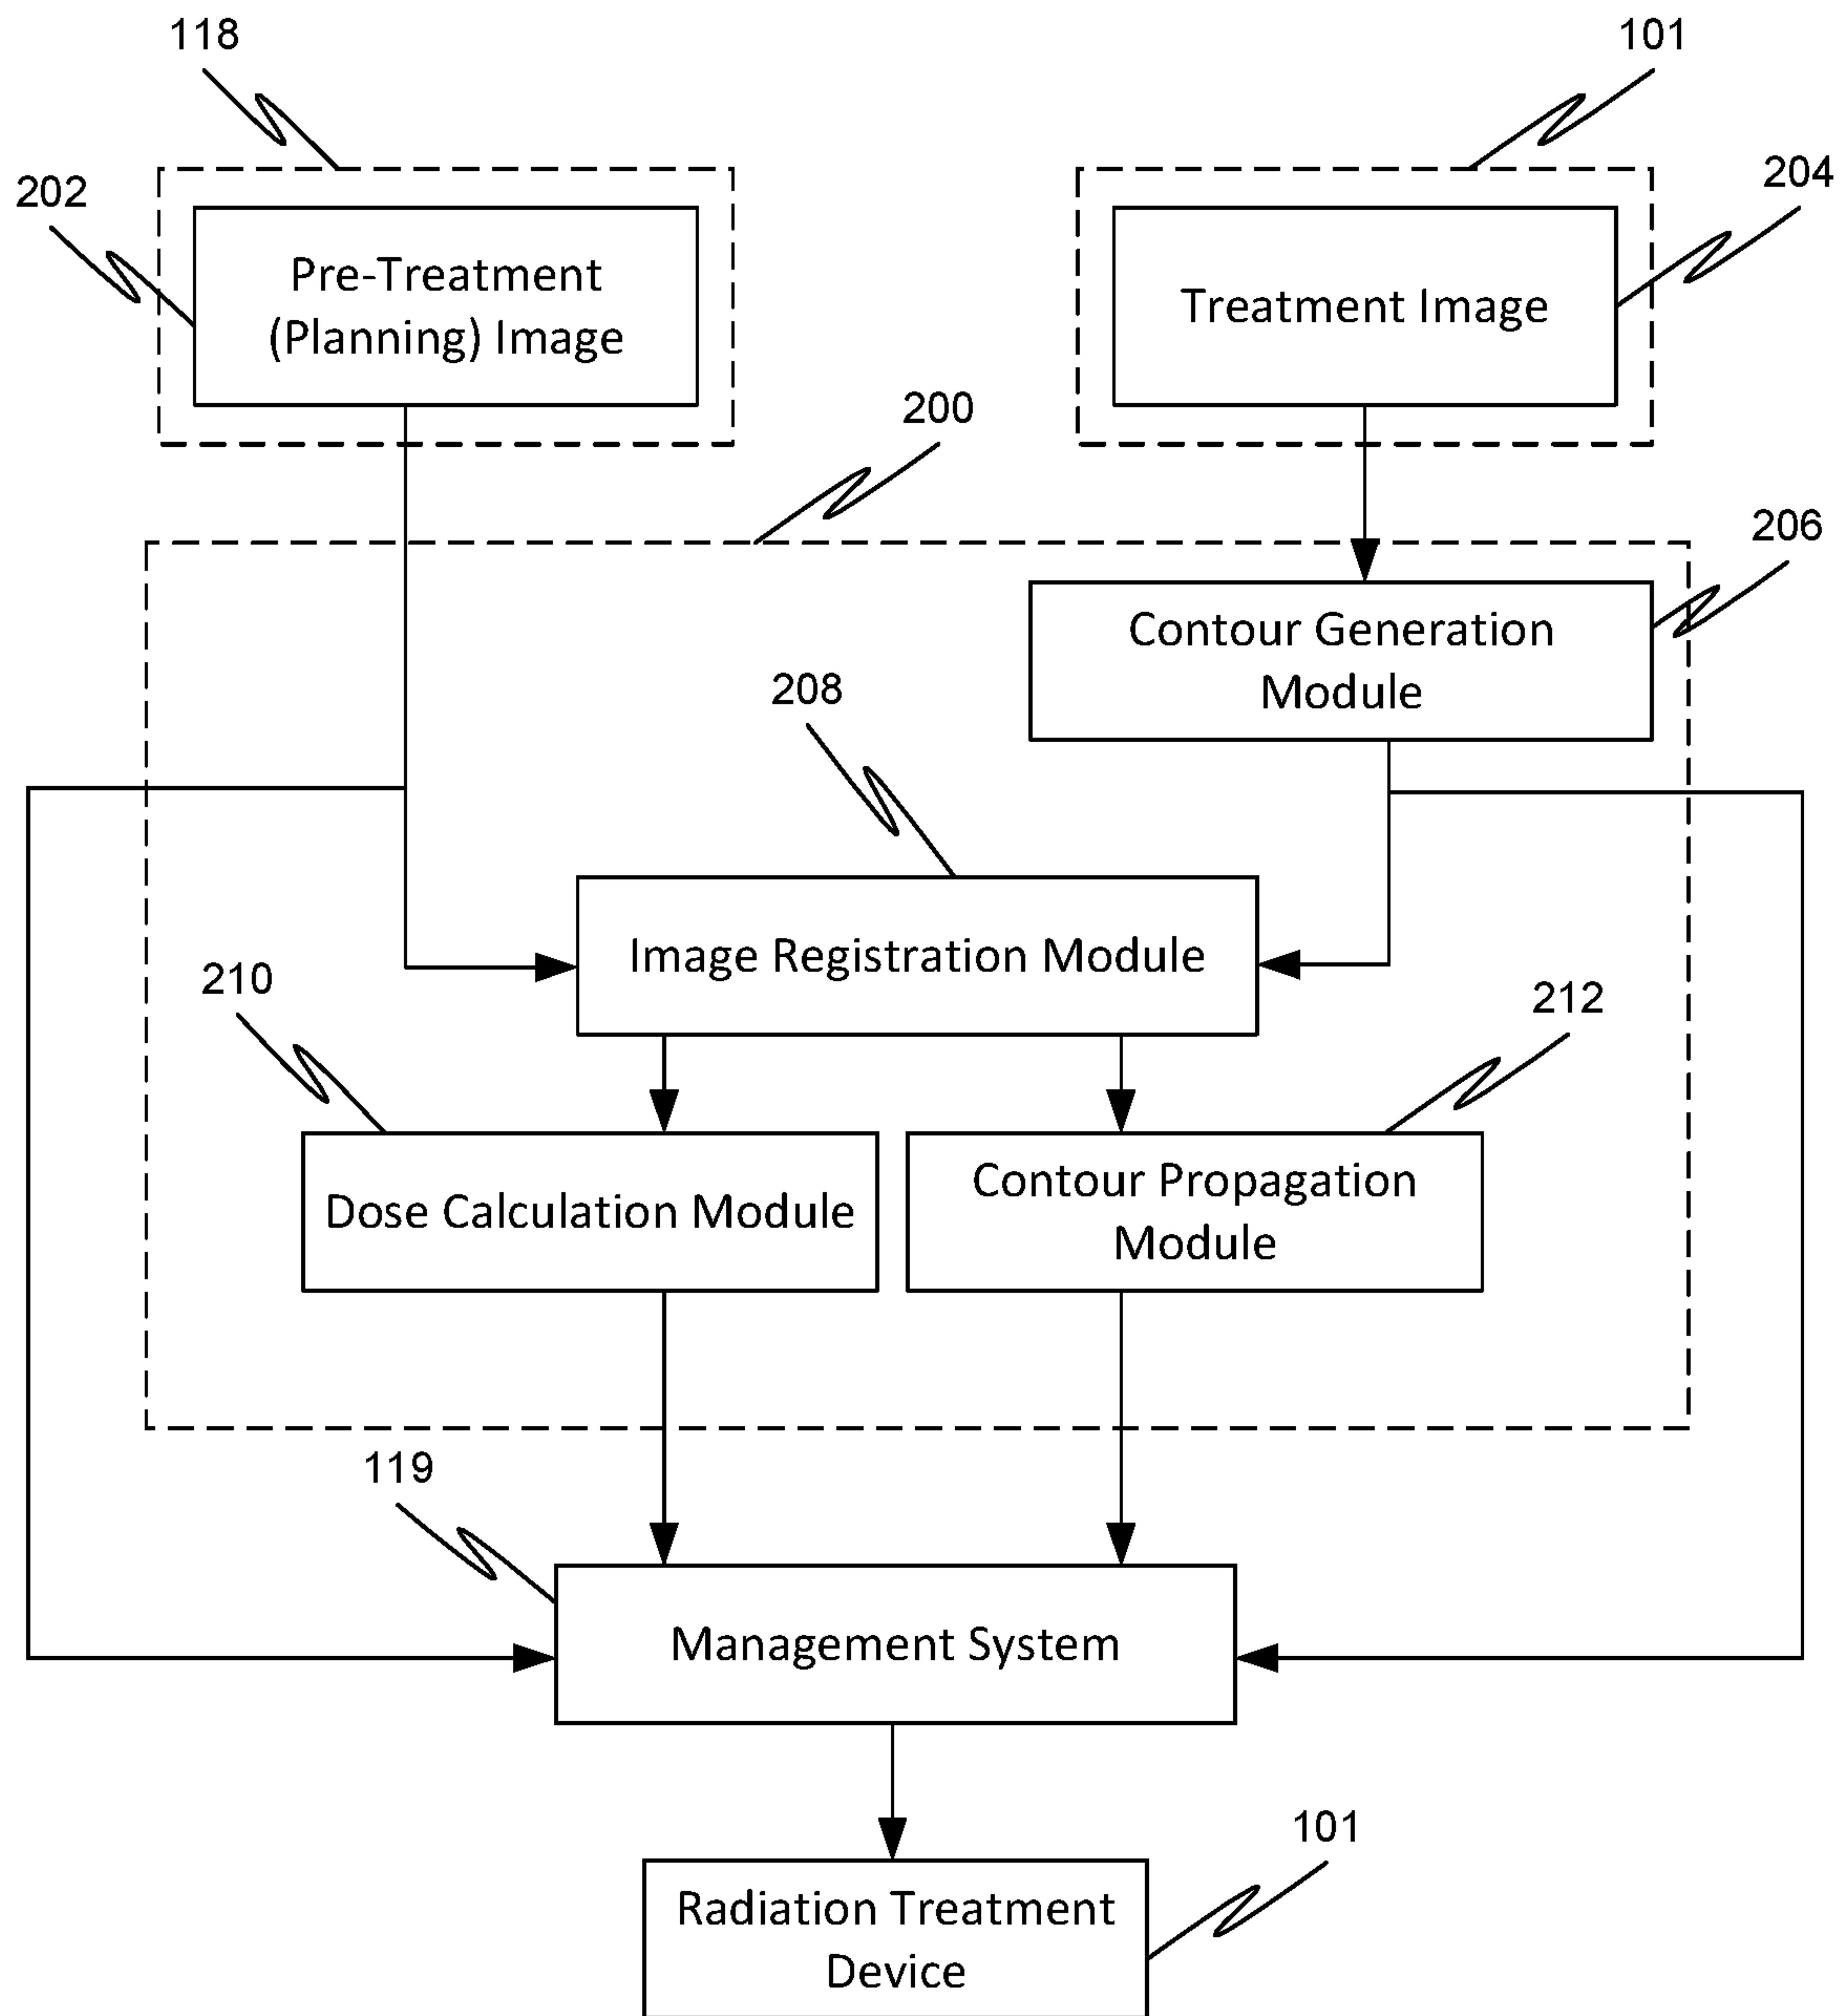 118
101
202
204
Pre-Treatment
(Planning) Image
Treatment Image
200
206
Contour Generation
Module
208
Image Registration Module
210
212
Dose Calculation Module
Contour Propagation
Module
119
Management System
101
Radiation Treatment
Device